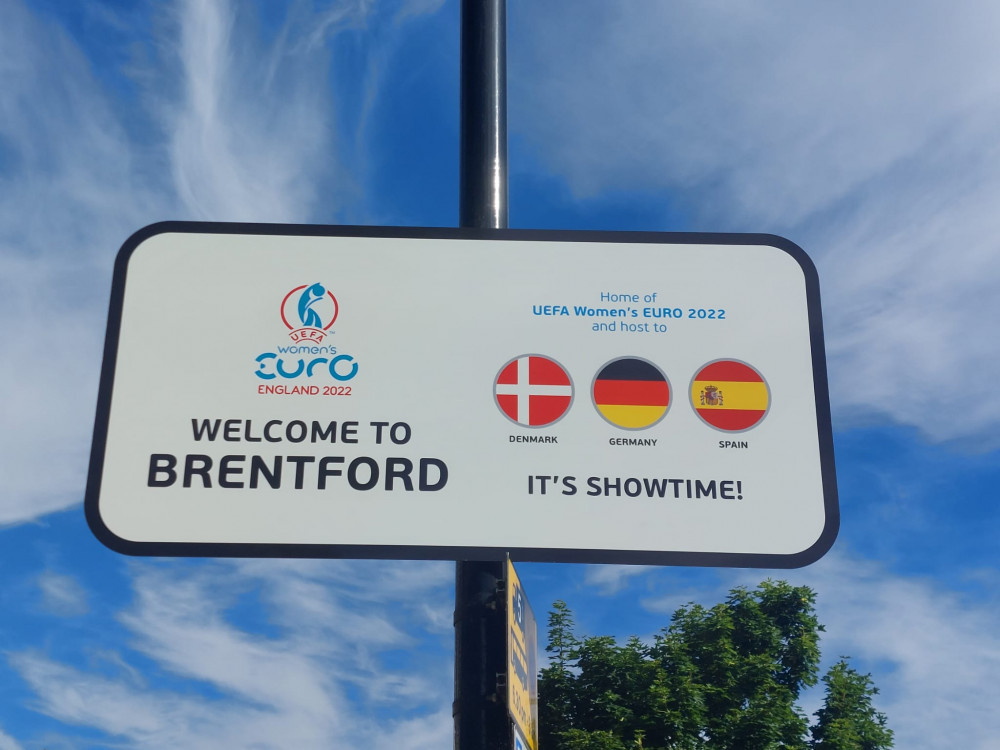 UEFA
women's
EURO
ENGLAND 2022
WELCOME TO
BRENTFORD
Home of
UEFA Women's EURO 2022
and host to
DENMARK
GERMANY
SPAIN
IT'S SHOWTIME!